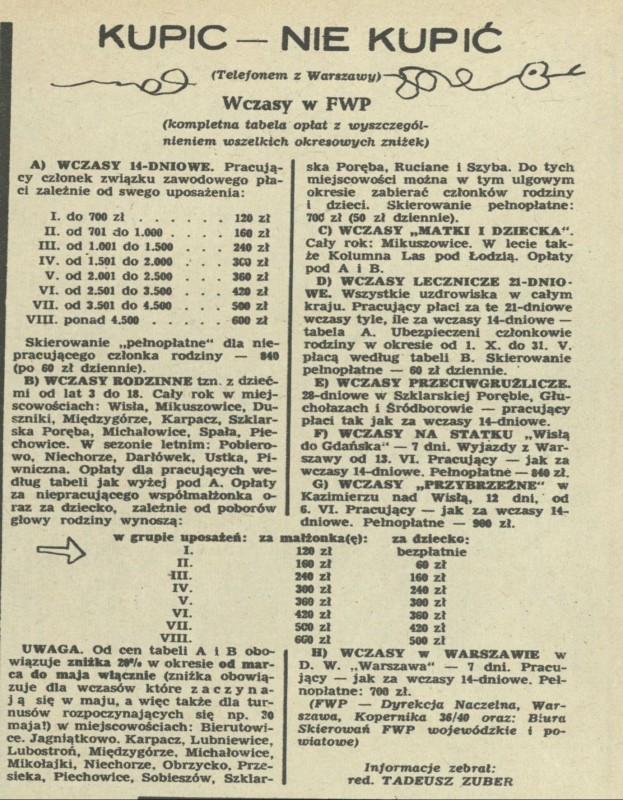 KUPIC — NIE KUPIĆ
(Telefonem z Warszawy)
Wczasy w FWP
(kompletna tabela opłat z wyszczegól-
nieniem wszelkich okresowych zniżek)
A) WCZASY 14-DNIOWE. Pracują-
cy członek związku zawodowego pła-
ci zależnie od swego uposażenia:
I. do 700 zł . . . . . . . 120 zł
II. od 701 do 1.000 . . . . 160 zł
III. od 1.001 do 1.500 . . . 240 zł
IV. od 1.501 do 2.000 . . . 300 zł
V. od 2.001 do 2.500 . . . 360 zł
VI. od 2.501 do 3.500 . . . 420 zł
VII. od 3.501 do 4.500 . . . 500 zł
VIII. ponad 4.500 . . . . 600 zł
Skierowanie „pełnopłatne" dla nie-
pracującego członka rodziny — 840
(po 60 zł dziennie).
B) WCZASY RODZINNE tzn. z dzieć-
mi od lat 3 do 18. Cały rok w miej-
scowościach: Wisła, Mikuszowice, Du-
szniki, Międzygórze, Karpacz, Szklar-
ska Poręba, Michałowice, Spała, Pie-
chowice. W sezonie letnim: Pobiero-
wo, Niechorze, Darłówek, Ustka, Pi-
wniczna. Opłaty dla pracujących we-
dług tabeli jak wyżej pod A. Opłaty
za niepracującego współmałżonka o-
raz za dziecko, zależnie od poborów
głowy rodziny wynoszą:
w grupie uposażeń: za małżonka(ę): za dziecko:
I. 120 zł bezpłatnie
II. 160 zł 60 zł
III. 240 zł 160 zł
IV. 300 zł 240 zł
V. 360 zł 300 zł
VI. 420 zł 360 zł
VII. 500 zł 420 zł
VIII. 600 zł 500 zł
UWAGA. Od cen tabeli A i B obo-
wiązuje zniżka 20% w okresie od mar-
ca do maja włącznie (zniżka obowią-
zuje dla wczasów które zaczyna-
ją się w maju, a więc także dla tur-
nusów rozpoczynających się np. 30
maja!) w miejscowościach: Bierutowi-
ce. Jagniątkowo. Karpacz, Lubniewice,
Lubostroń, Międzygórze, Michałowice,
Mikołajki, Niechorze, Obrzycko, Prze-
sieka, Piechowice, Sobieszów, Szklar-
ska Poręba, Ruciane i Szyba. Do tych
miejscowości można w tym ulgowym
okresie zabierać członków rodziny
i dzieci. Skierowanie pełnopłatne:
700 zł (50 zł dziennie).
C) WCZASY „MATKI I DZIECKA".
Cały rok: Mikuszowice. W lecie tak-
że Kolumna Las pod Łodzią. Opłaty
pod A i B.
D) WCZASY LECZNICZE 21-DNIO-
WE. Wszystkie uzdrowiska w całym
kraju. Pracujący płaci za te 21-dniowe
wczasy tyle, ile za wczasy 14-dniowe —
tabela A. Ubezpieczeni członkowie
rodziny w okresie od 1. X. do 31. V.
płacą według tabeli B. Skierowanie
pełnopłatne — 60 zł dziennie.
E) WCZASY PRZECIWGRUŹLICZE.
28-dniowe w Szklarskiej Porębie, Głu-
chołazach i Śródborowie — pracujący
płaci tak jak za wczasy 14-dniowe.
F) WCZASY NA STATKU „Wisłą
do Gdańska" — 7 dni. Wyjazdy z War-
szawy od 13. VI. Pracujący — jak za
wczasy 14-dniowe. Pełnopłatne — 840 zł.
G) WCZASY „PRZYBRZEŻNE" w
Kazimierzu nad Wisłą, 12 dni, od
6. VI. Pracujący — jak za wczasy 14-
dniowe. Pełnopłatne — 900 zł.
H) WCZASY W WARSZAWIE w
D. W. „Warszawa" — 7 dni. Pracu-
jący — jak za wczasy 14-dniowe. Peł-
nopłatne: 700 zł.
(FWP — Dyrekcja Naczelna, War-
szawa, Kopernika 36/40 oraz: Biura
Skierowań FWP wojewódzkie i po-
wiatowe)
Informacje zebrał:
red. TADEUSZ ZUBER